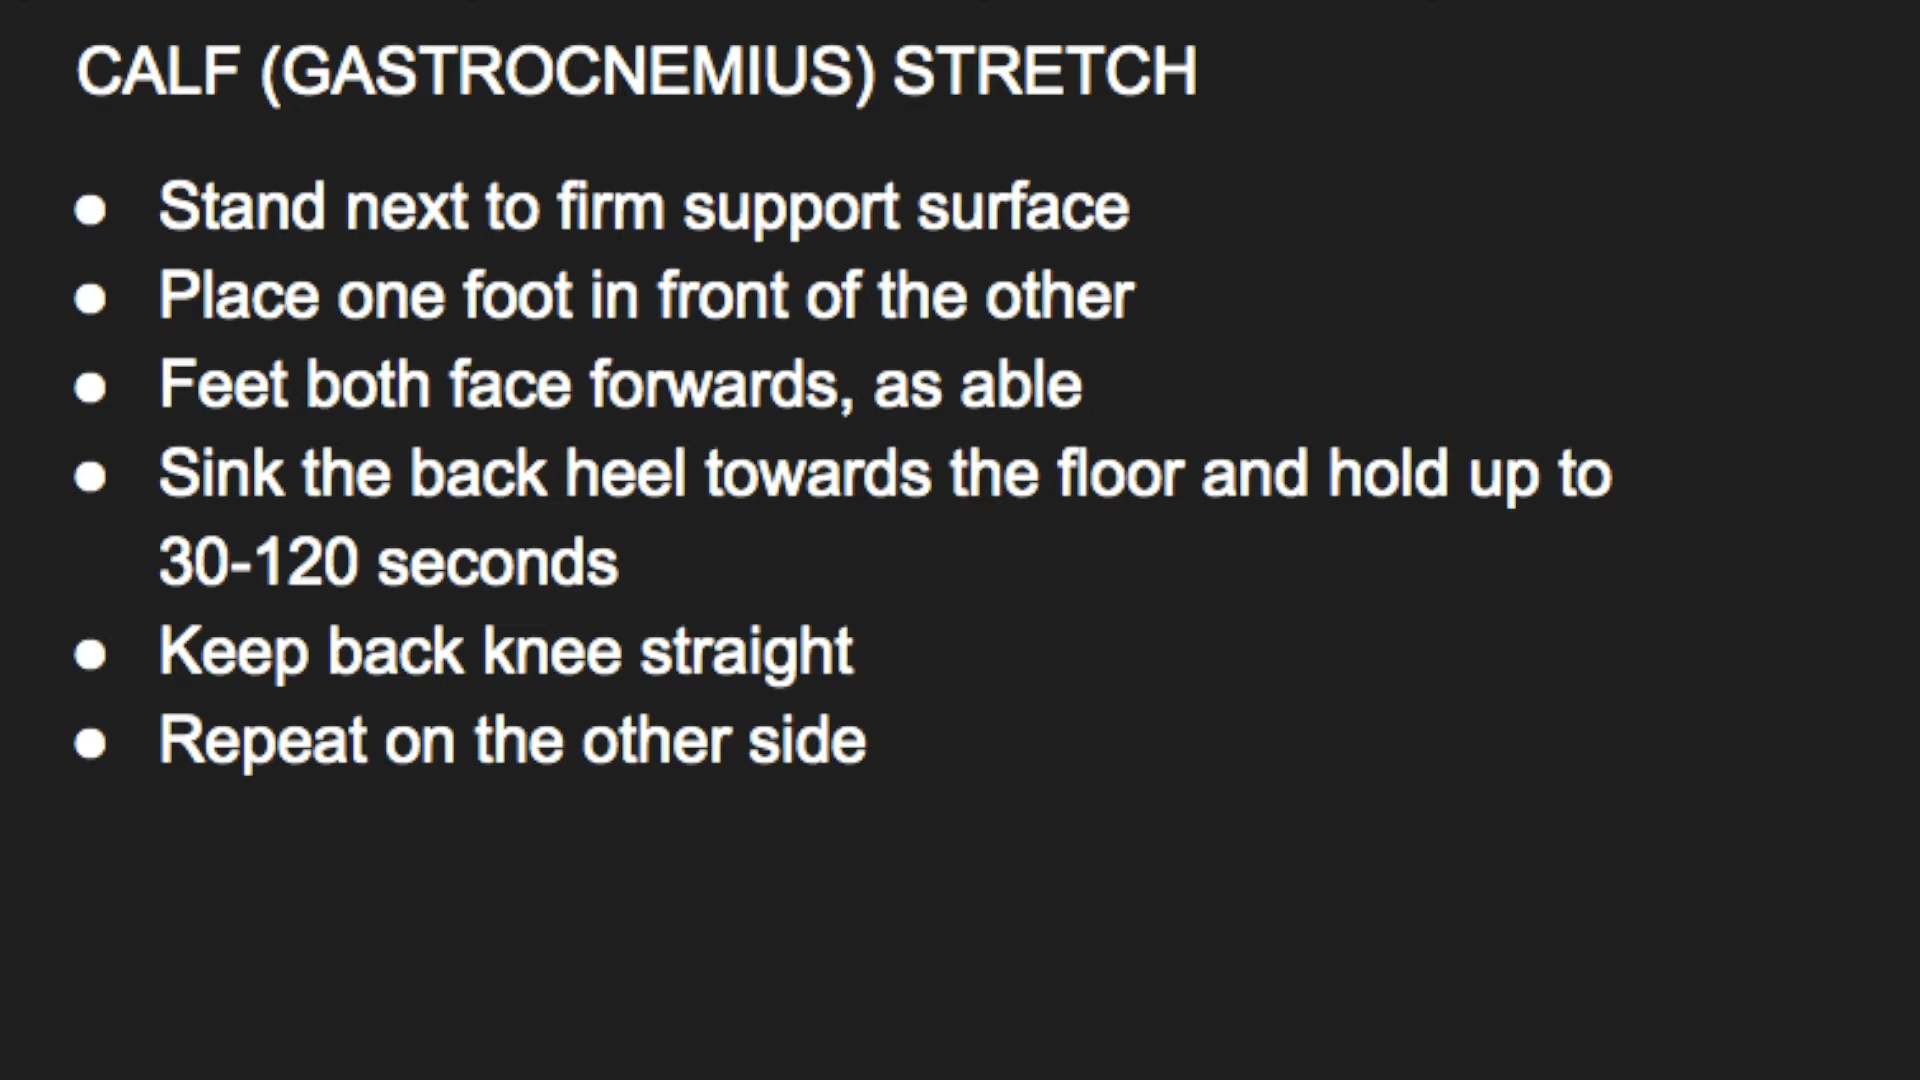 CALF (GASTROCNEMIUS) STRETCH
● Stand next to firm support surface
● Place one foot in front of the other
● Feet both face forwards, as able
● Sink the back heel towards the floor and hold up to
30-120 seconds
● Keep back knee straight
● Repeat on the other side